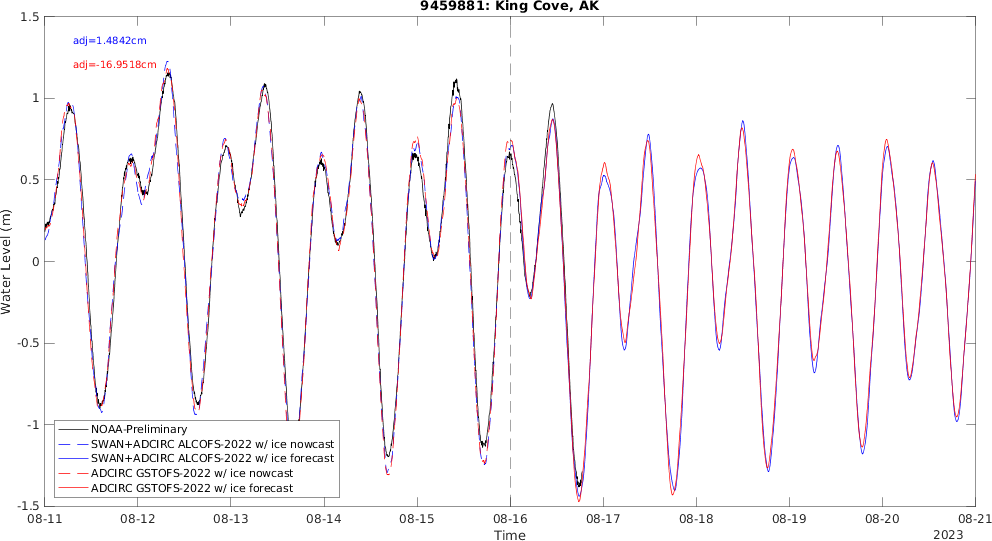 9459881: King Cove, AK
1.5
adj=1.4842cm
adj=-16.9518cm
1
0.5
0
-0.5
-1
-1.5
Water Level (m)
NOAA-Preliminary
SWAN+ADCIRC ALCOFS-2022 w/ ice nowcast
SWAN+ADCIRC ALCOFS-2022 w/ ice forecast
ADCIRC GSTOFS-2022 w/ ice nowcast
ADCIRC GSTOFS-2022 w/ ice forecast
08-11 08-12 08-13 08-14 08-15 08-16 08-17 08-18 08-19 08-20 08-21
Time
2023